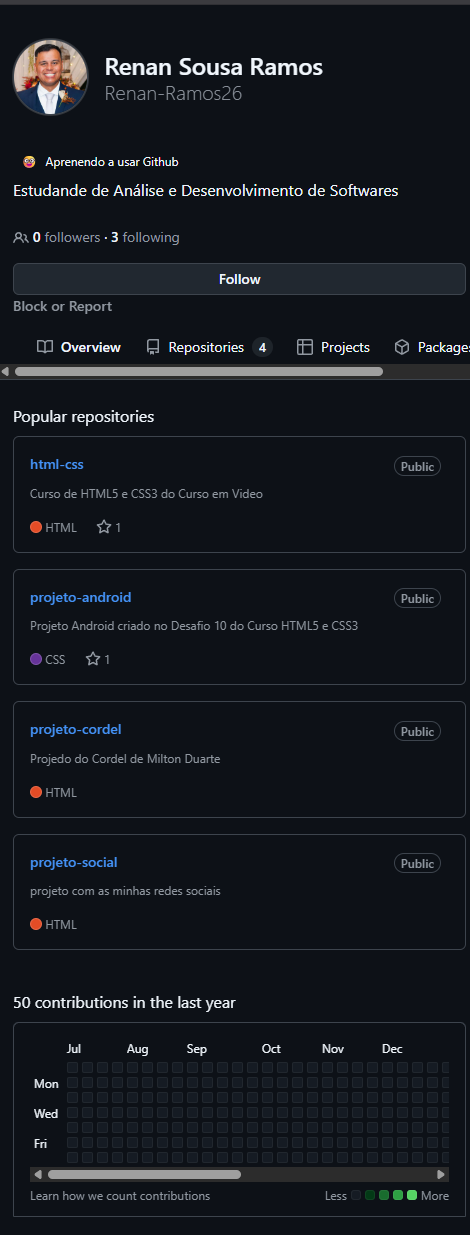 Renan Sousa Ramos
Renan-Ramos26
Aprenendo a usar Github
Estudande de Análise e Desenvolvimento de Softwares
0 followers · 3 following
Follow
Block or Report
Overview Repositories 4 Projects Packages
Popular repositories
html-css Public
Curso de HTML5 e CSS3 do Curso em Video
HTML 1
projeto-android Public
Projeto Android criado no Desafio 10 do Curso HTML5 e CSS3
CSS 1
projeto-cordel Public
Projedo do Cordel de Milton Duarte
HTML
projeto-social Public
projeto com as minhas redes sociais
HTML
50 contributions in the last year
Jul Aug Sep Oct Nov Dec
Mon
Wed
Fri
Learn how we count contributions Less More